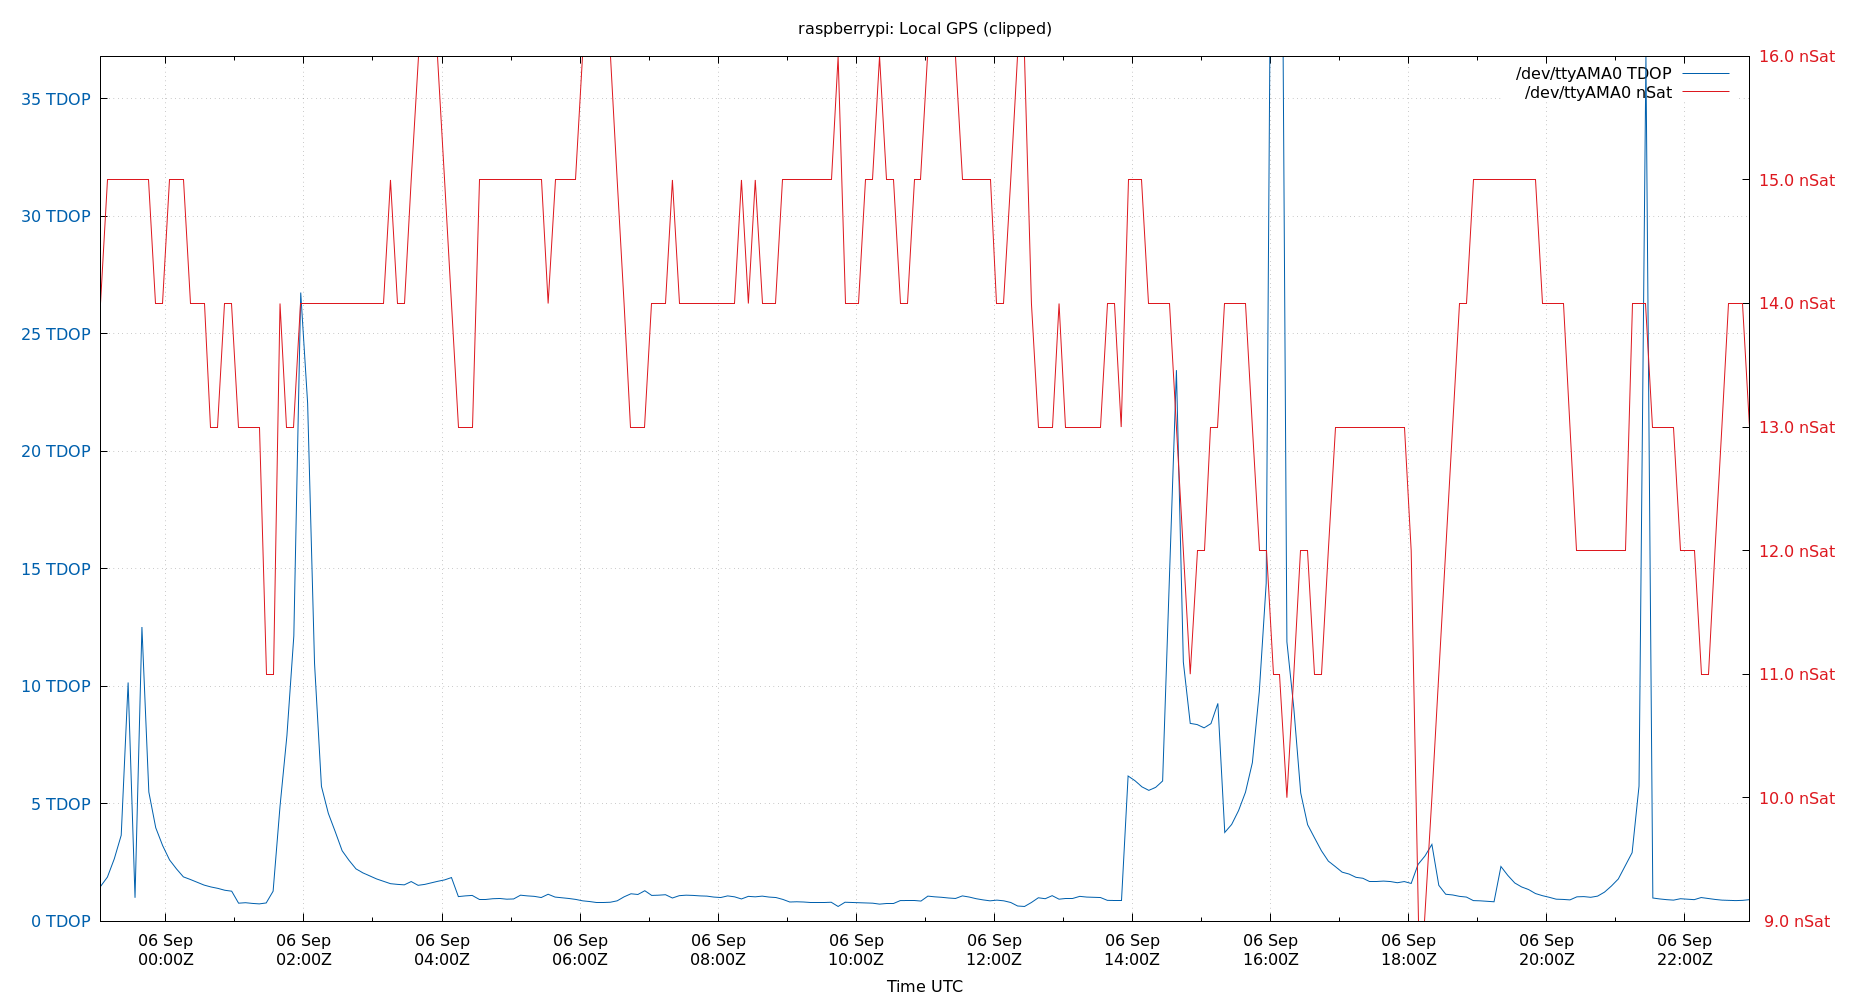 raspberrypi: Local GPS (clipped)
/dev/ttyAMA0 TDOP
/dev/ttyAMA0 nSat
35 TDOP
30 TDOP
25 TDOP
20 TDOP
15 TDOP
10 TDOP
5 TDOP
0 TDOP
16.0 nSat
15.0 nSat
14.0 nSat
13.0 nSat
12.0 nSat
11.0 nSat
10.0 nSat
9.0 nSat
06 Sep
00:00Z
06 Sep
02:00Z
06 Sep
04:00Z
06 Sep
06:00Z
06 Sep
08:00Z
06 Sep
10:00Z
06 Sep
12:00Z
06 Sep
14:00Z
06 Sep
16:00Z
06 Sep
18:00Z
06 Sep
20:00Z
06 Sep
22:00Z
Time UTC